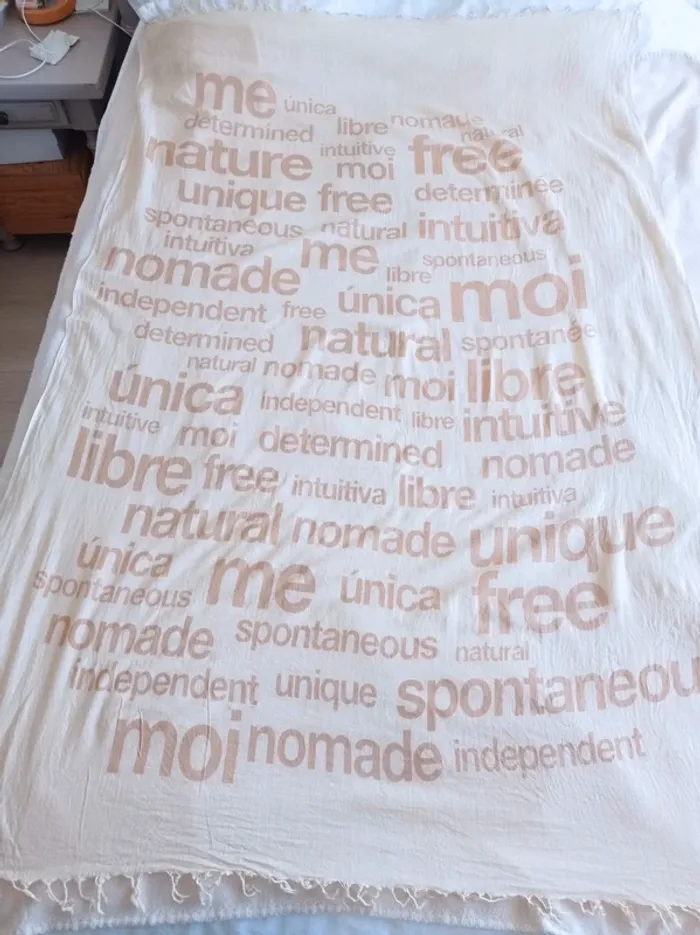 me única
determined libre nomade natural
nature intuitive moi free
unique free determinée
spontaneous natural intuitiva
intuitiva me libre spontaneous
nomade única moi
independent free
determined natural spontanée
natural nomade moi libre
única independent libre intuitive
intuitive moi determined nomade
libre free intuitiva libre intuitiva
natural nomade unique
única me única free
spontaneous
nomade spontaneous natural
independent unique spontaneou
moi nomade independent